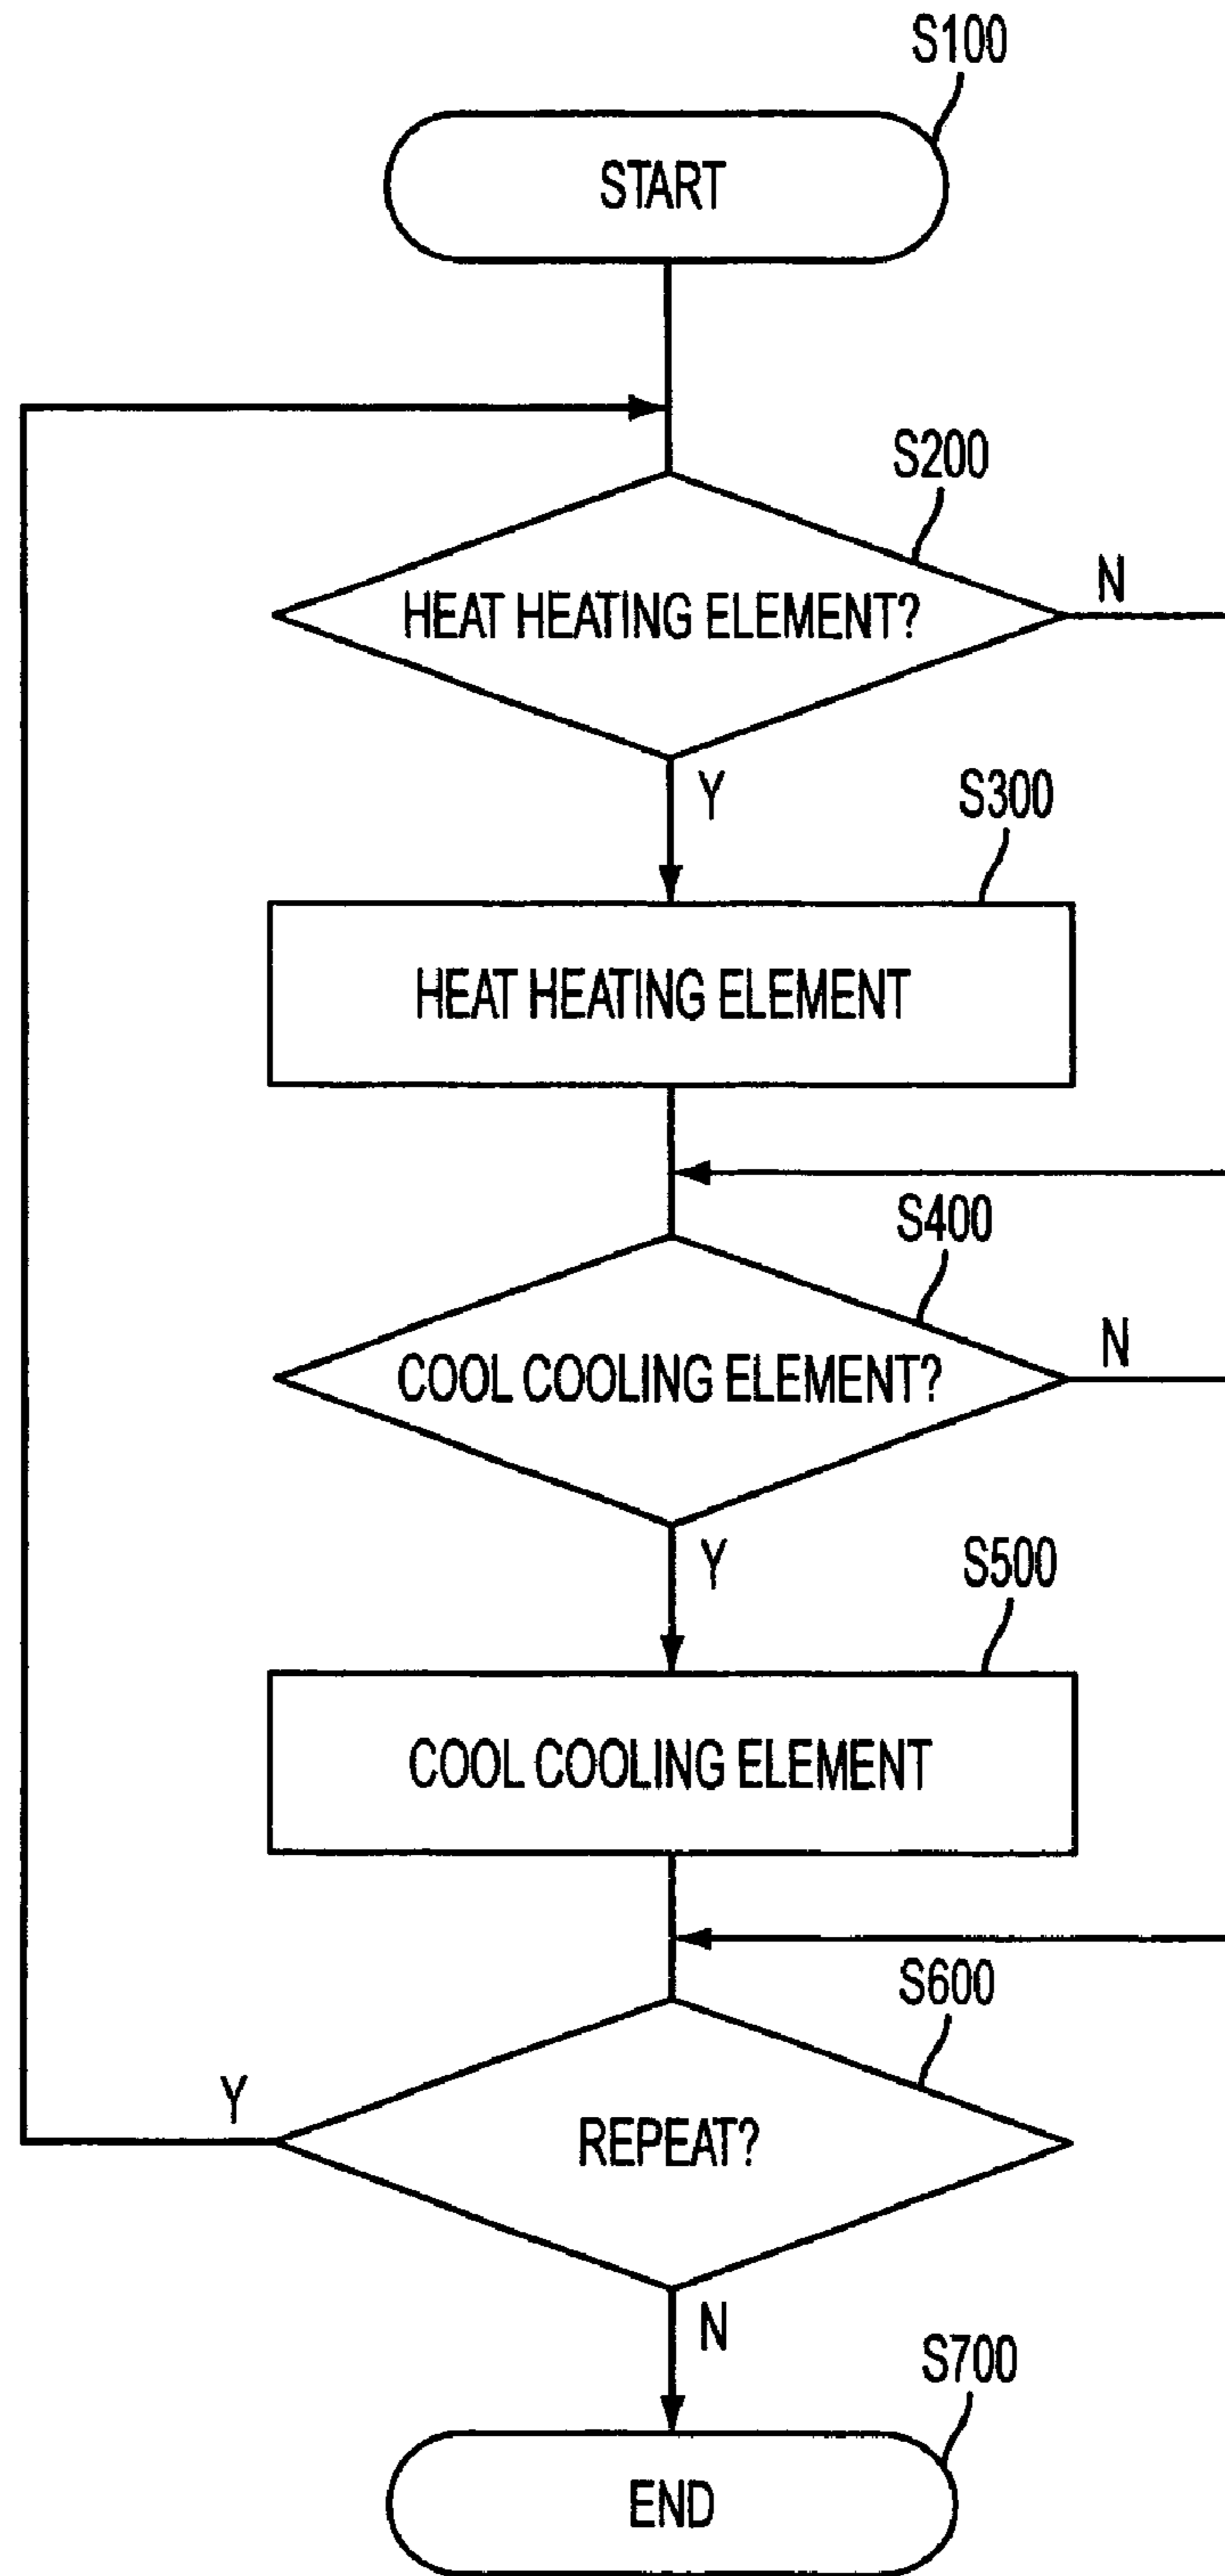 S100
START
S200
HEAT HEATING ELEMENT?
N
Y
S300
HEAT HEATING ELEMENT
S400
COOL COOLING ELEMENT?
N
Y
S500
COOL COOLING ELEMENT
S600
Y
REPEAT?
N
S700
END